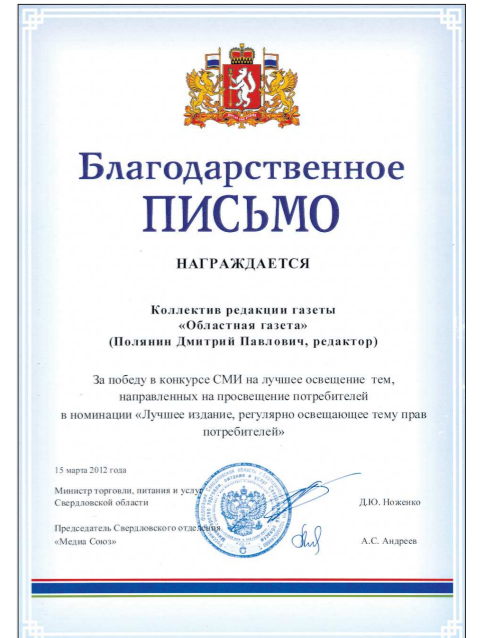 Благодарственное
ПИСЬМО
НАГРАЖДАЕТСЯ
Коллектив редакции газеты
«Областная газета»
(Полянин Дмитрий Павлович, редактор)
За победу в конкурсе СМИ на лучшее освещение тем,
направленных на просвещение потребителей
в номинации «Лучшее издание, регулярно освещающее тему прав
потребителей»
15 марта 2012 года
Министр торговли, питания и услуг
Свердловской области
Д.Ю. Ноженко
Председатель Свердловского отделения
«Медиа Союз»
А.С. Андреев